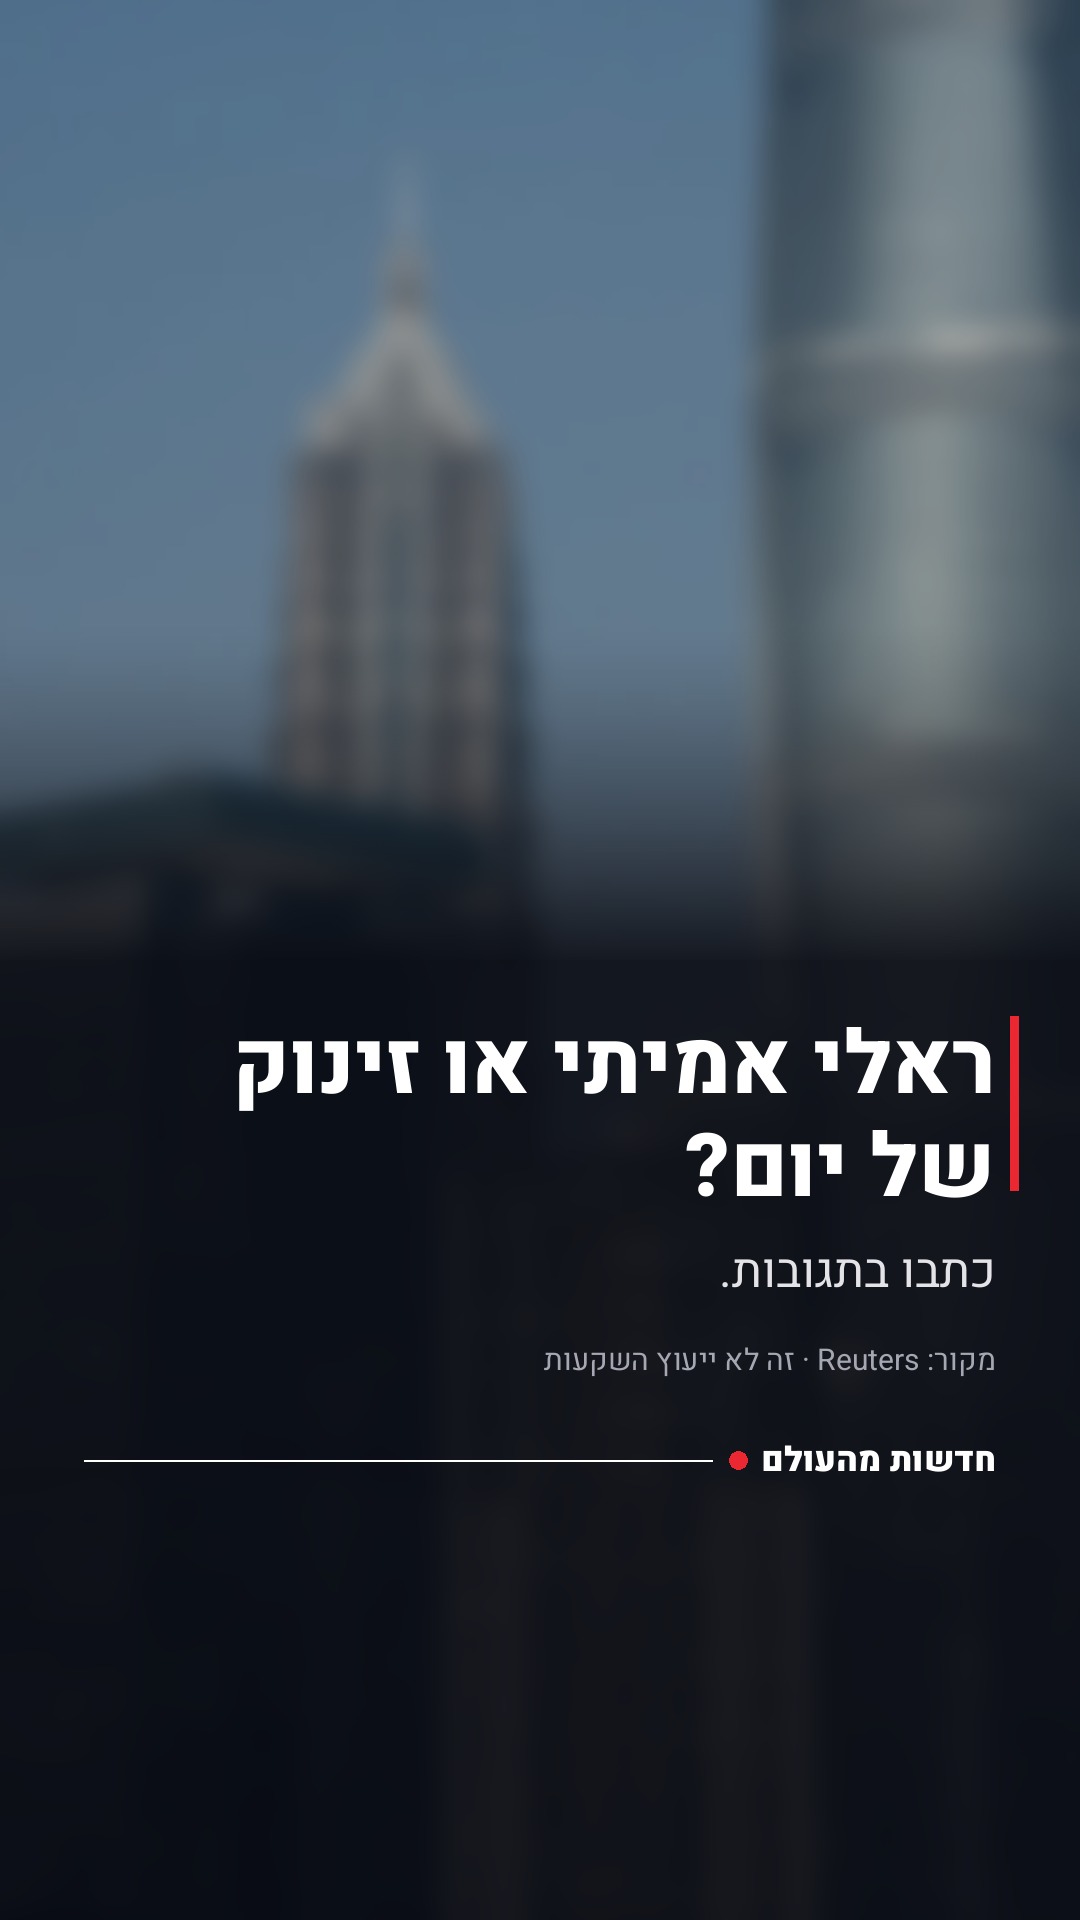 ראלי אמיתי או זינוק
של יום?
כתבו בתגובות.
מקור: Reuters · זה לא ייעוץ השקעות
חדשות מהעולם